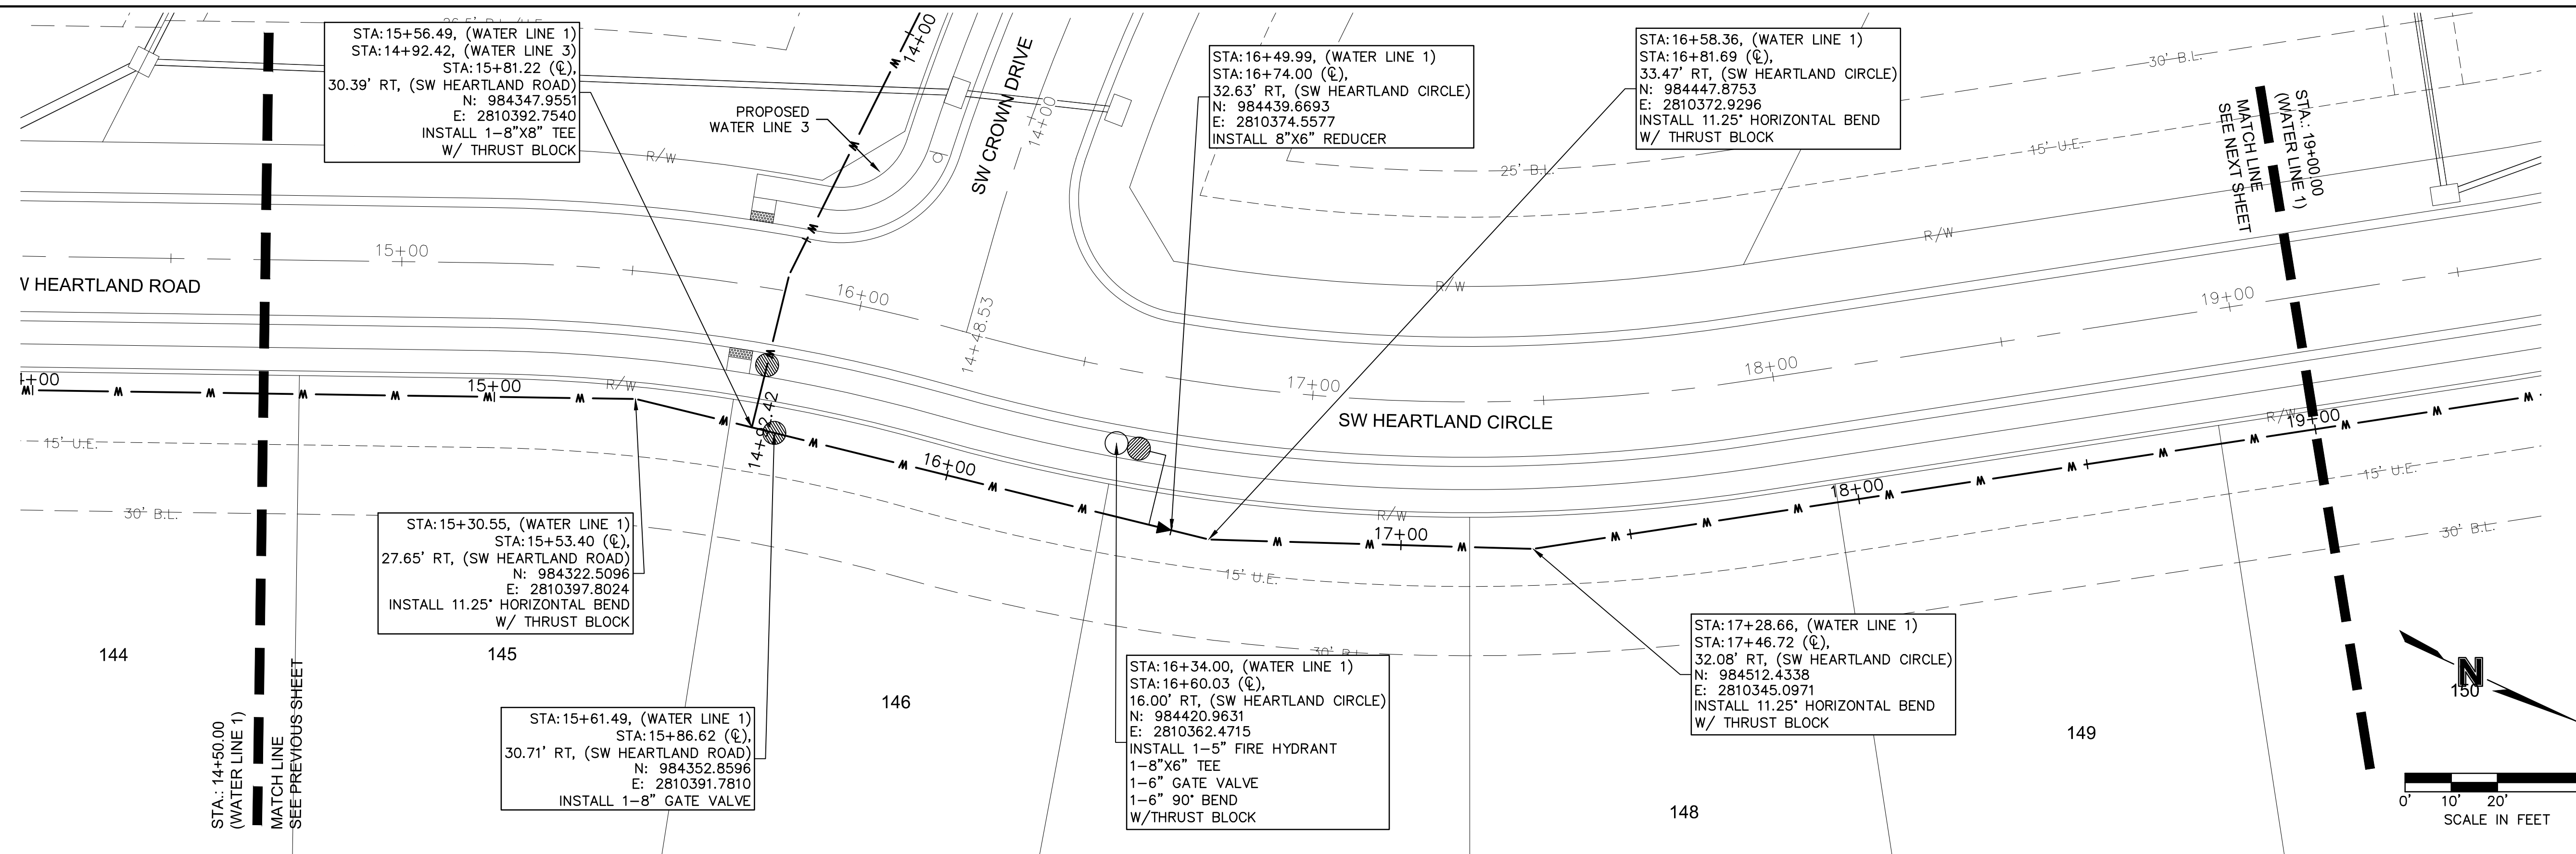 26.5' B.L./U.E.
STA:15+56.49, (WATER LINE 1)
STA:14+92.42, (WATER LINE 3)
STA:15+81.22 (℄),
30.39' RT, (SW HEARTLAND ROAD)
N: 984347.9551
E: 2810392.7540
INSTALL 1-8"X8" TEE
W/ THRUST BLOCK
PROPOSED
WATER LINE 3
14+00
SW CROWN DRIVE
14+00
14+48.53
STA:16+49.99, (WATER LINE 1)
STA:16+74.00 (℄),
32.63' RT, (SW HEARTLAND CIRCLE)
N: 984439.6693
E: 2810374.5577
INSTALL 8"X6" REDUCER
STA:16+58.36, (WATER LINE 1)
STA:16+81.69 (℄),
33.47' RT, (SW HEARTLAND CIRCLE)
N: 984447.8753
E: 2810372.9296
INSTALL 11.25° HORIZONTAL BEND
W/ THRUST BLOCK
30' B.L.
15' U.E.
25' B.L.
STA.: 19+00.00
(WATER LINE 1)
MATCH LINE
SEE NEXT SHEET
R/W
R/W
R/W
W HEARTLAND ROAD
15+00
16+00
17+00
18+00
19+00
SW HEARTLAND CIRCLE
4+00
W W W W W W W
15+00
R/W
14+92.42
16+00
R/W
17+00
18+00
R/W
19+00
15' U.E.
30' B.L.
15' U.E.
30' B.L.
15' U.E.
30' B.L.
STA:15+30.55, (WATER LINE 1)
STA:15+53.40 (℄),
27.65' RT, (SW HEARTLAND ROAD)
N: 984322.5096
E: 2810397.8024
INSTALL 11.25° HORIZONTAL BEND
W/ THRUST BLOCK
STA:15+61.49, (WATER LINE 1)
STA:15+86.62 (℄),
30.71' RT, (SW HEARTLAND ROAD)
N: 984352.8596
E: 2810391.7810
INSTALL 1-8" GATE VALVE
STA:16+34.00, (WATER LINE 1)
STA:16+60.03 (℄),
16.00' RT, (SW HEARTLAND CIRCLE)
N: 984420.9631
E: 2810362.4715
INSTALL 1-5" FIRE HYDRANT
1-8"X6" TEE
1-6" GATE VALVE
1-6" 90° BEND
W/THRUST BLOCK
STA:17+28.66, (WATER LINE 1)
STA:17+46.72 (℄),
32.08' RT, (SW HEARTLAND CIRCLE)
N: 984512.4338
E: 2810345.0971
INSTALL 11.25° HORIZONTAL BEND
W/ THRUST BLOCK
144
145
146
148
149
150
STA.: 14+50.00
(WATER LINE 1)
MATCH LINE
SEE PREVIOUS SHEET
N
0' 10' 20'
SCALE IN FEET